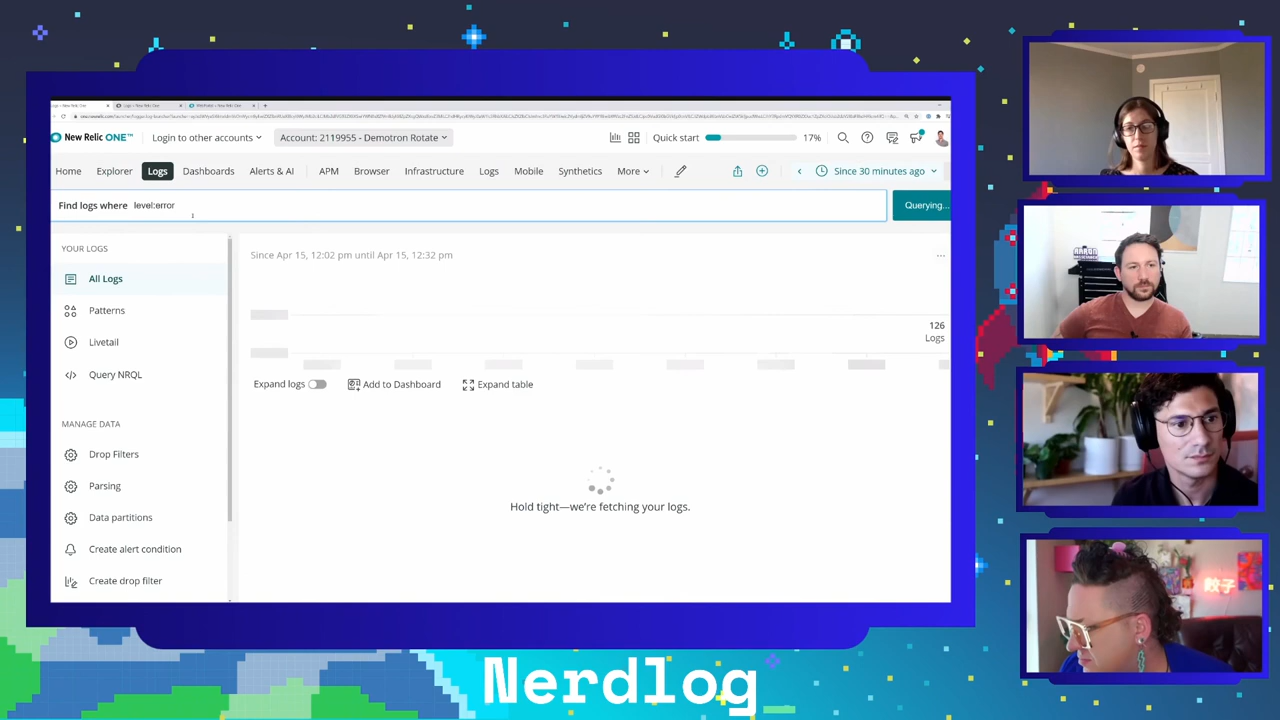 New Relic ONE™ Login to other accounts Account: 2119955 - Demotron Rotate Quick start 17%
Home Explorer Logs Dashboards Alerts & AI APM Browser Infrastructure Logs Mobile Synthetics More Since 30 minutes ago
Find logs where level:error Querying...
YOUR LOGS
All Logs
Patterns
Livetail
Query NRQL
MANAGE DATA
Drop Filters
Parsing
Data partitions
Create alert condition
Create drop filter
Since Apr 15, 12:02 pm until Apr 15, 12:32 pm
126
Logs
Expand logs Add to Dashboard Expand table
Hold tight—we're fetching your logs.
餃子
Nerdlog